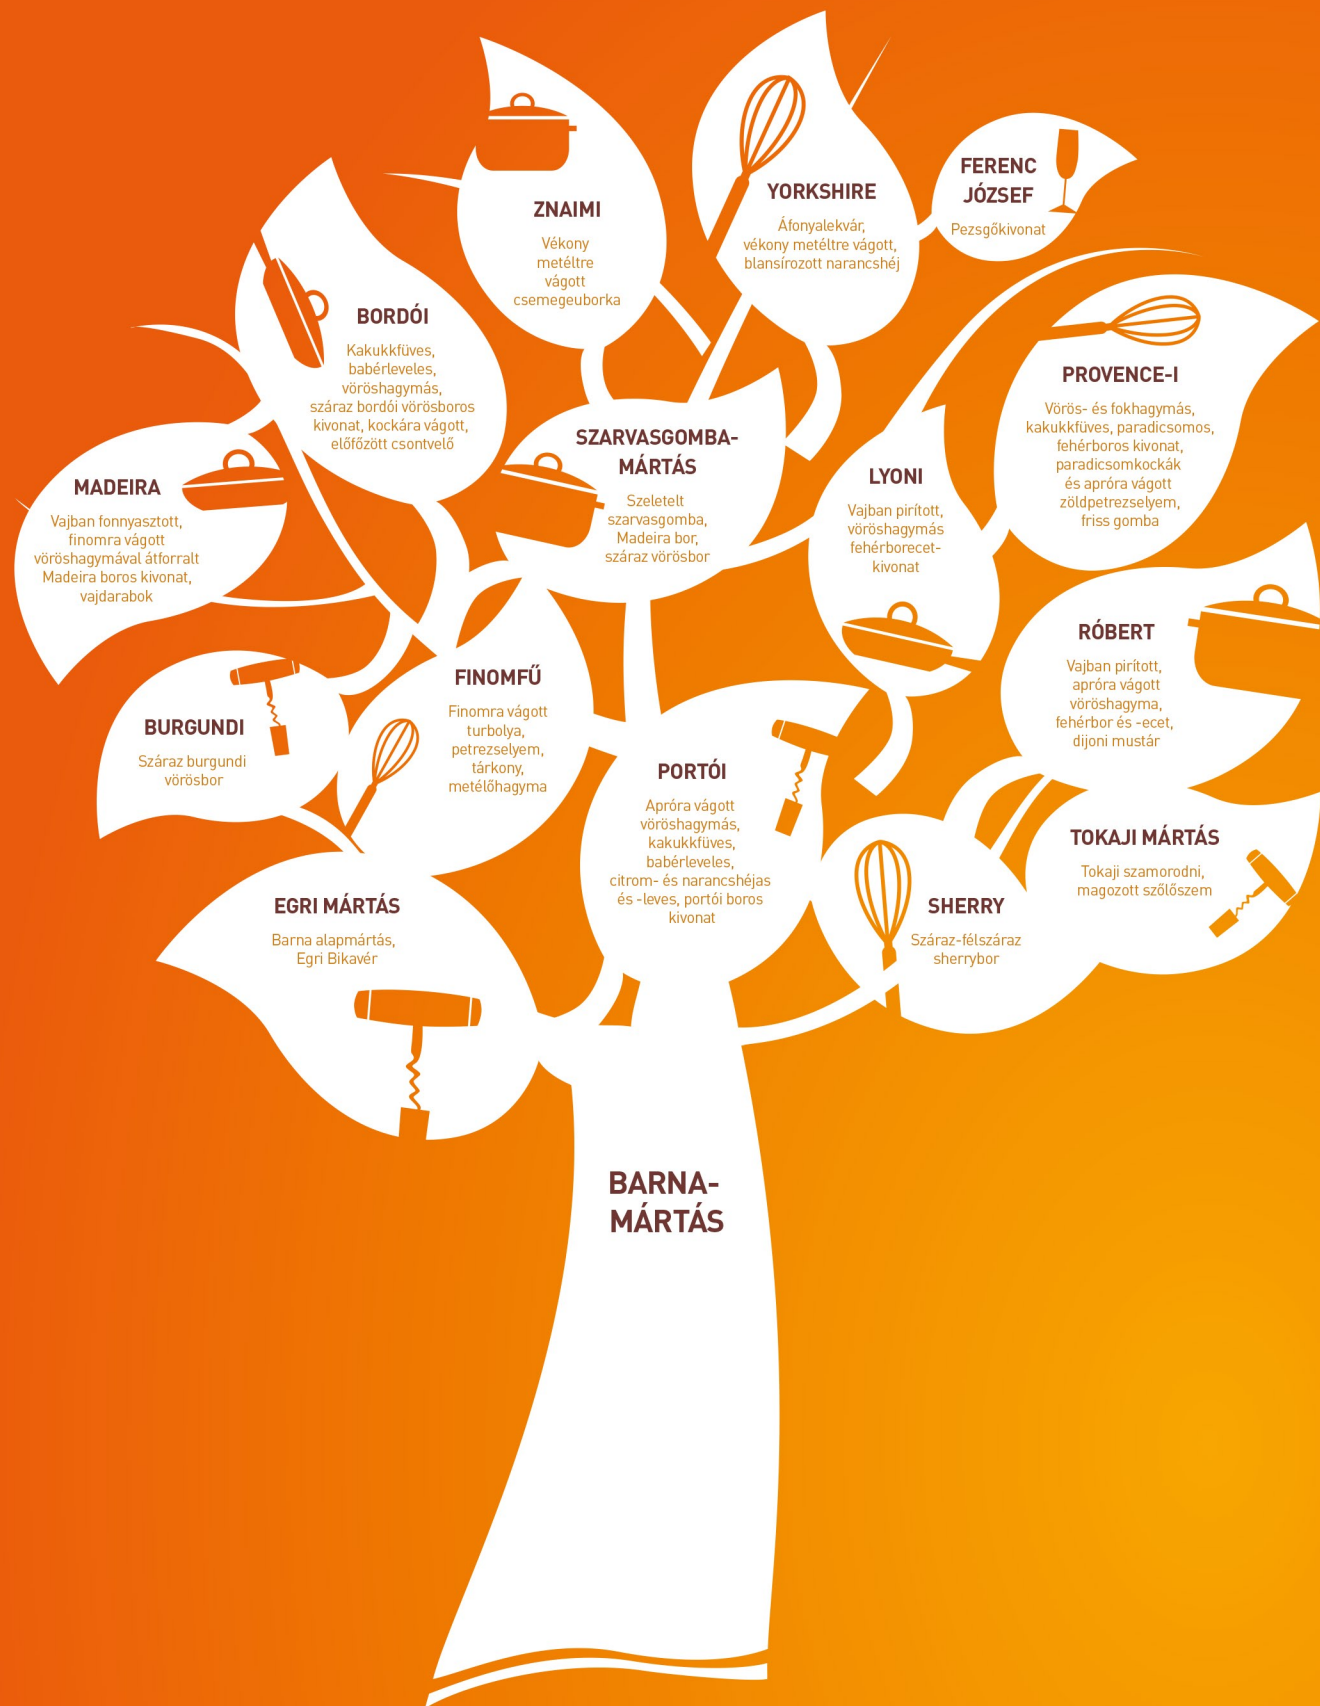 FERENC
JÓZSEF
Pezsgőkivonat
YORKSHIRE
Áfonyalekvár,
vékony metéltre vágott,
blansírozott narancshéj
ZNAIMI
Vékony
metéltre
vágott
csemegeuborka
BORDÓI
Kakukkfüves,
babérleveles,
vöröshagymás,
száraz bordói vörösboros
kivonat, kockára vágott,
előfőzött csontvelő
PROVENCE-I
Vörös- és fokhagymás,
kakukkfüves, paradicsomos,
fehérboros kivonat,
paradicsomkockák
és apróra vágott
zöldpetrezselyem,
friss gomba
SZARVASGOMBA-
MÁRTÁS
Szeletelt
szarvasgomba,
Madeira bor,
száraz vörösbor
LYONI
Vajban pirított,
vöröshagymás
fehérborecet-
kivonat
MADEIRA
Vajban fonnyasztott,
finomra vágott
vöröshagymával átforralt
Madeira boros kivonat,
vajdarabok
RÓBERT
Vajban pirított,
apróra vágott
vöröshagyma,
fehérbor és -ecet,
dijoni mustár
FINOMFŰ
Finomra vágott
turbolya,
petrezselyem,
tárkony,
metélőhagyma
BURGUNDI
Száraz burgundi
vörösbor
PORTÓI
Apróra vágott
vöröshagymás,
kakukkfüves,
babérleveles,
citrom- és narancshéjas
és -leves, portói boros
kivonat
TOKAJI MÁRTÁS
Tokaji szamorodni,
magozott szőlőszem
EGRI MÁRTÁS
Barna alapmártás,
Egri Bikavér
SHERRY
Száraz-félszáraz
sherrybor
BARNA-
MÁRTÁS